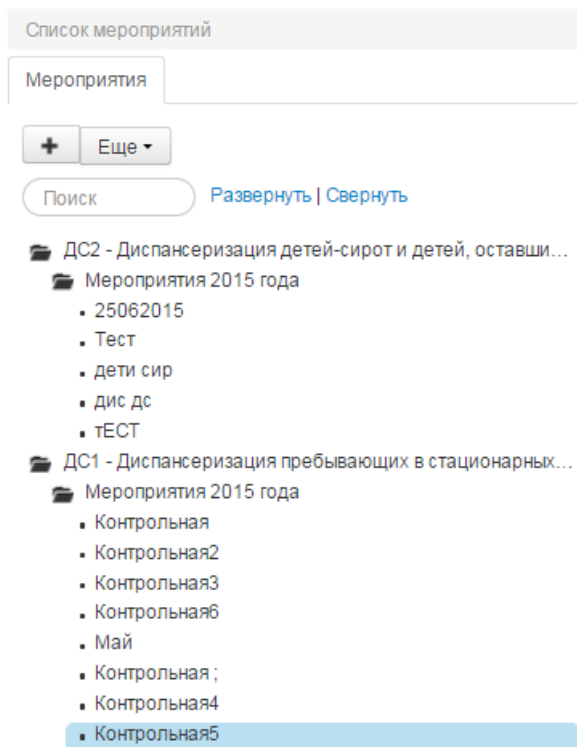 Список мероприятий
Мероприятия
+ Еще
Поиск Развернуть | Свернуть
ДС2 - Диспансеризация детей-сирот и детей, оставши...
Мероприятия 2015 года
25062015
Тест
дети сир
дис дс
тЕСТ
ДС1 - Диспансеризация пребывающих в стационарных...
Мероприятия 2015 года
Контрольная
Контрольная2
Контрольная3
Контрольная6
Май
Контрольная ;
Контрольная4
Контрольная5